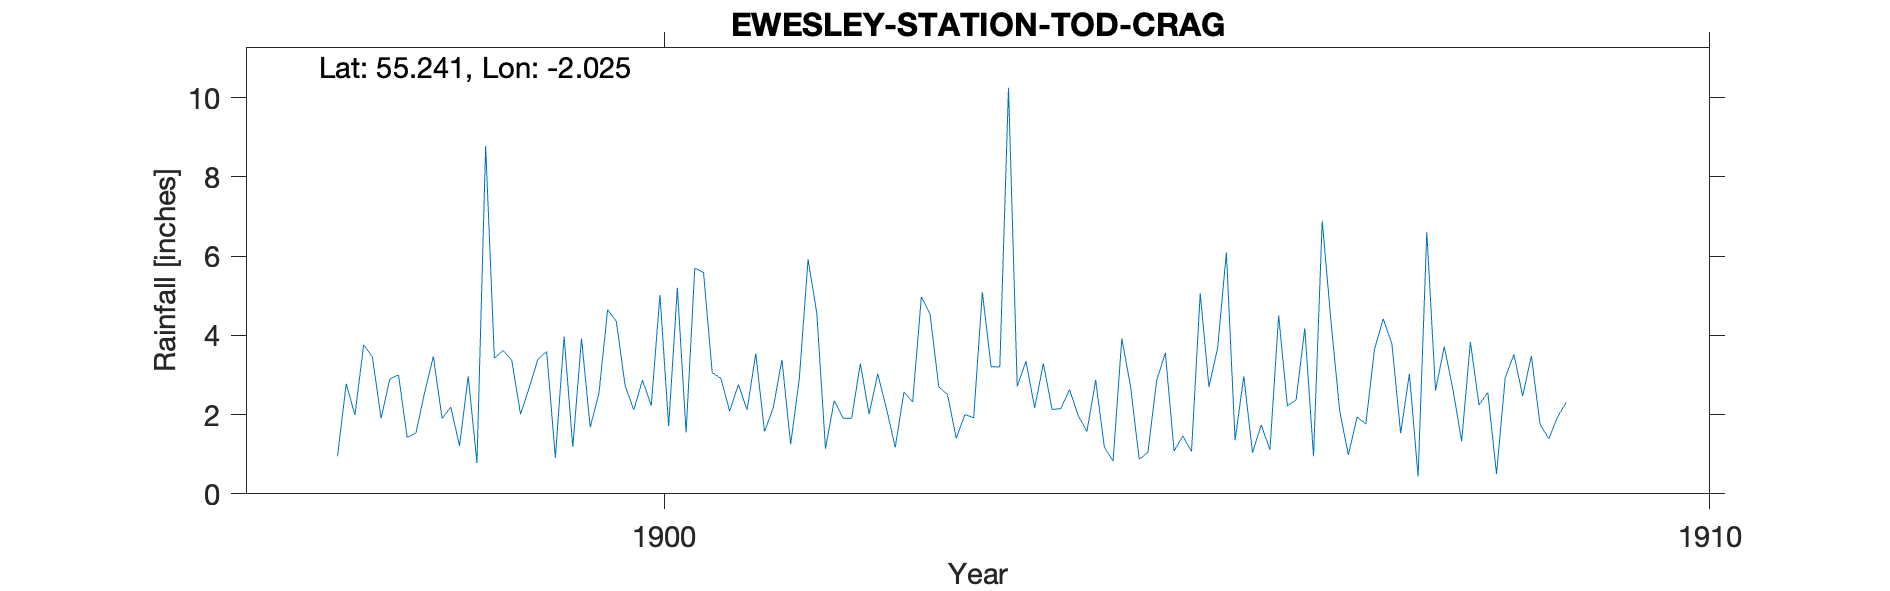 EWESLEY-STATION-TOD-CRAG
Lat: 55.241, Lon: -2.025
10
8
6
4
2
0
Rainfall [inches]
1900
1910
Year